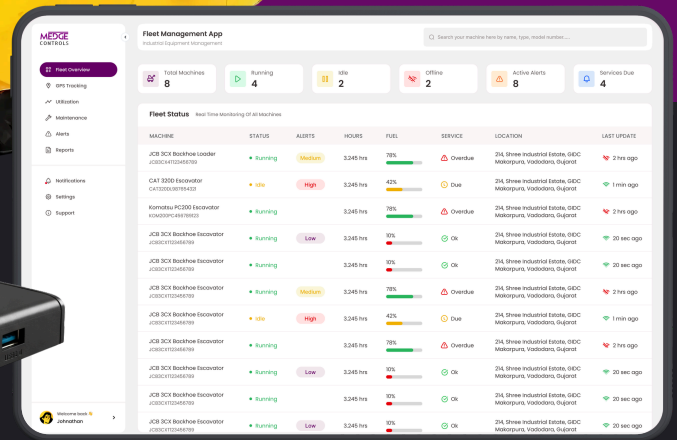 MEDGE
CONTROLS
Fleet Overview
GPS Tracking
Utilization
Maintenance
Alerts
Reports
Notifications
Settings
Support
Welcome back
Johnathan
Fleet Management App
Industrial Equipment Management
Search your machine here by name, type, model number.....
Total Machines
8
Running
4
Idle
2
Offline
2
Active Alerts
8
Services Due
4
Fleet Status Real Time Monitoring Of All Machines
MACHINE STATUS ALERTS HOURS FUEL SERVICE LOCATION LAST UPDATE
JCB 3CX Backhoe Loader
JCB3CX4T123456789
Running Medium 3.245 hrs 78% Overdue
214, Shree Industrial Estate, GIDC
Makarpura, Vadodara, Gujarat
2 hrs ago
CAT 320D Escavator
CAT320DL987654321
Idle High 3.245 hrs 42% Due
214, Shree Industrial Estate, GIDC
Makarpura, Vadodara, Gujarat
1 min ago
Komatsu PC200 Excavator
KOM200PC456789123
Running 3.245 hrs 78% Overdue
214, Shree Industrial Estate, GIDC
Makarpura, Vadodara, Gujarat
2 hrs ago
JCB 3CX Backhoe Escavator
JCB3CX1123456789
Running Low 3.245 hrs 10% Ok
214, Shree Industrial Estate, GIDC
Makarpura, Vadodara, Gujarat
20 sec ago
JCB 3CX Backhoe Escavator
JCB3CX1123456789
Running 3.245 hrs 10% Ok
214, Shree Industrial Estate, GIDC
Makarpura, Vadodara, Gujarat
20 sec ago
JCB 3CX Backhoe Escavator
JCB3CX1123456789
Running Medium 3.245 hrs 78% Overdue
214, Shree Industrial Estate, GIDC
Makarpura, Vadodara, Gujarat
2 hrs ago
JCB 3CX Backhoe Escavator
JCB3CX1123456789
Idle High 3.245 hrs 42% Due
214, Shree Industrial Estate, GIDC
Makarpura, Vadodara, Gujarat
1 min ago
JCB 3CX Backhoe Escavator
JCB3CX1123456789
Running 3.245 hrs 78% Overdue
214, Shree Industrial Estate, GIDC
Makarpura, Vadodara, Gujarat
2 hrs ago
JCB 3CX Backhoe Escavator
JCB3CX1123456789
Running Low 3.245 hrs 10% Ok
214, Shree Industrial Estate, GIDC
Makarpura, Vadodara, Gujarat
20 sec ago
JCB 3CX Backhoe Escavator
JCB3CX1123456789
Running 3.245 hrs 10% Ok
214, Shree Industrial Estate, GIDC
Makarpura, Vadodara, Gujarat
20 sec ago
JCB 3CX Backhoe Escavator
JCB3CX1123456789
Running Low 3.245 hrs 10% Ok
214, Shree Industrial Estate, GIDC
Makarpura, Vadodara, Gujarat
20 sec ago